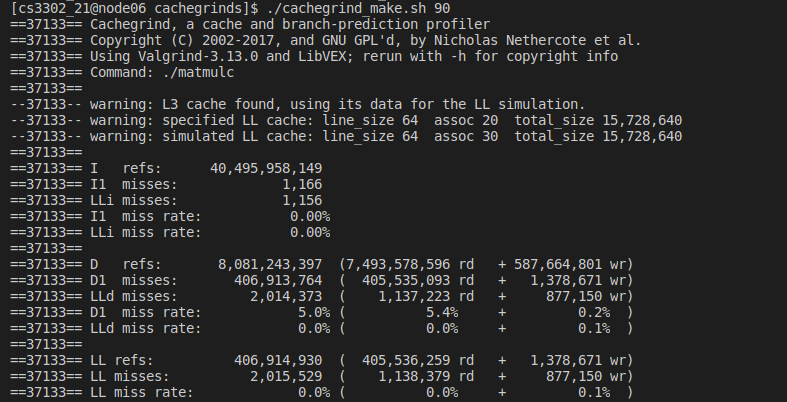 [cs3302_21@node06 cachegrinds]$ ./cachegrind_make.sh 90
==37133== Cachegrind, a cache and branch-prediction profiler
==37133== Copyright (C) 2002-2017, and GNU GPL'd, by Nicholas Nethercote et al.
==37133== Using Valgrind-3.13.0 and LibVEX; rerun with -h for copyright info
==37133== Command: ./matmulc
==37133==
--37133-- warning: L3 cache found, using its data for the LL simulation.
--37133-- warning: specified LL cache: line_size 64  assoc 20  total_size 15,728,640
--37133-- warning: simulated LL cache: line_size 64  assoc 30  total_size 15,728,640
==37133==
==37133== I   refs:      40,495,958,149
==37133== I1  misses:             1,166
==37133== LLi misses:             1,156
==37133== I1  miss rate:           0.00%
==37133== LLi miss rate:           0.00%
==37133==
==37133== D   refs:       8,081,243,397  (7,493,578,596 rd   + 587,664,801 wr)
==37133== D1  misses:       406,913,764  (  405,535,093 rd   +   1,378,671 wr)
==37133== LLd misses:         2,014,373  (    1,137,223 rd   +     877,150 wr)
==37133== D1  miss rate:            5.0% (          5.4%     +         0.2%  )
==37133== LLd miss rate:            0.0% (          0.0%     +         0.1%  )
==37133==
==37133== LL refs:          406,914,930  (  405,536,259 rd   +   1,378,671 wr)
==37133== LL misses:          2,015,529  (    1,138,379 rd   +     877,150 wr)
==37133== LL miss rate:             0.0% (          0.0%     +         0.1%  )